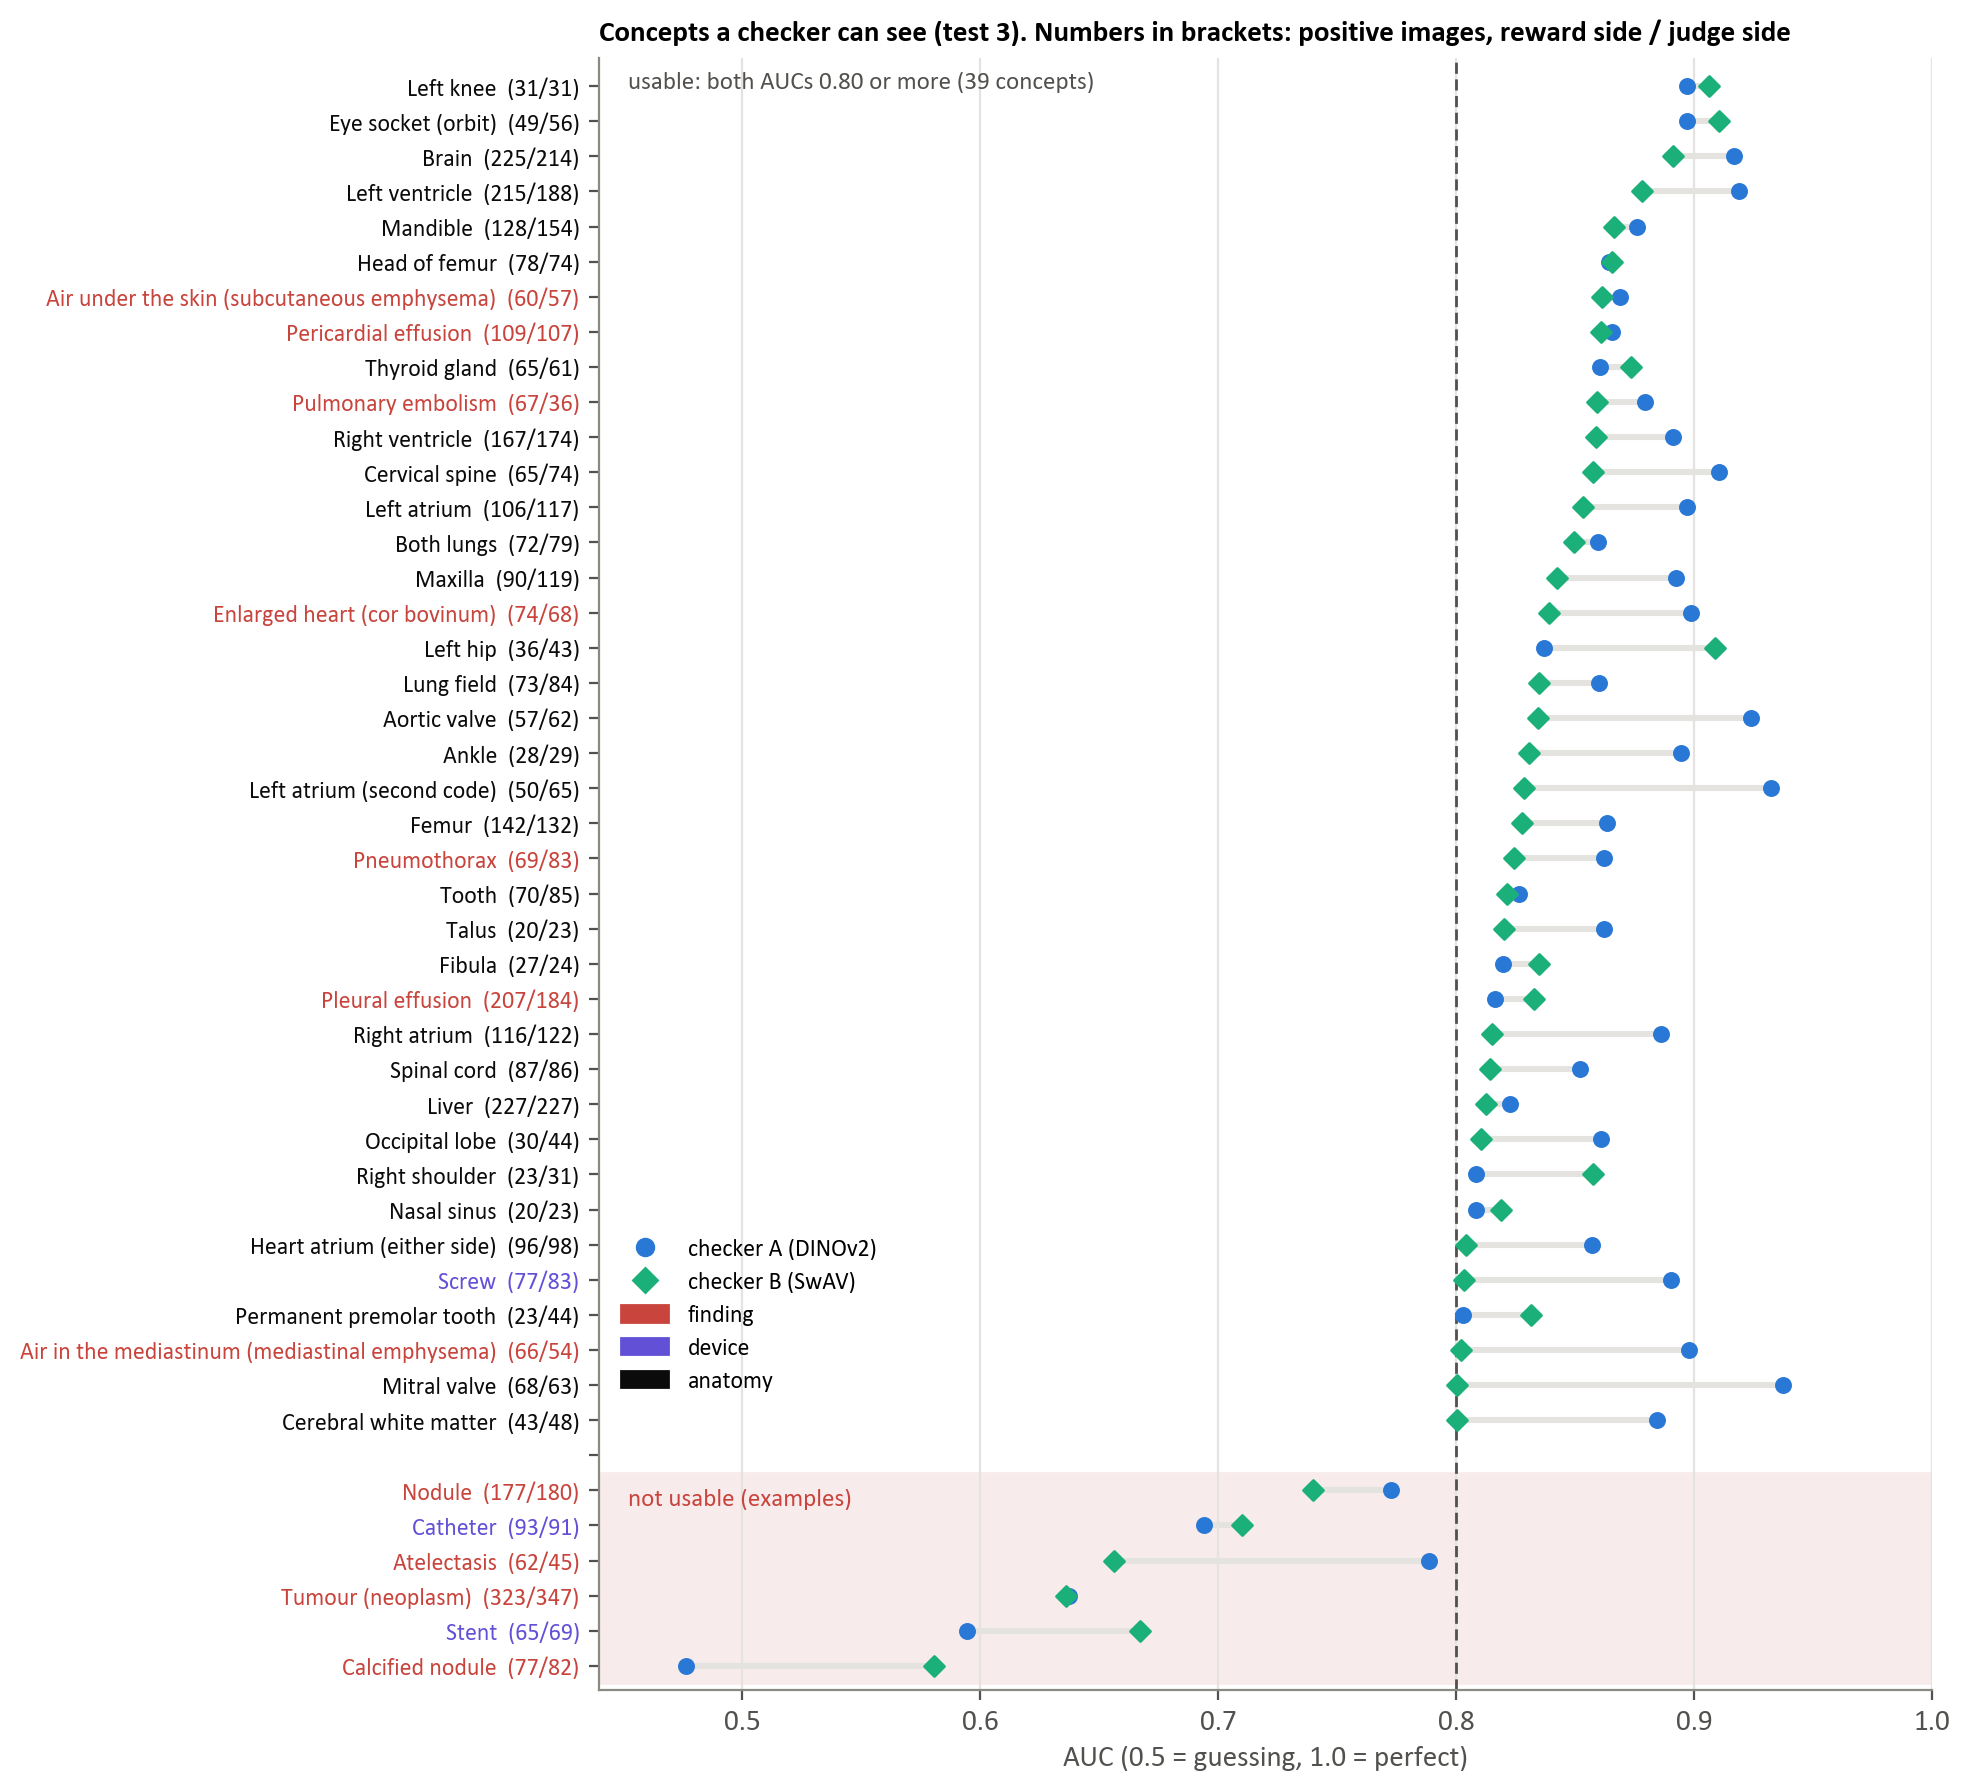 Concepts a checker can see (test 3). Numbers in brackets: positive images, reward side / judge side
usable: both AUCs 0.80 or more (39 concepts)
Left knee (31/31)
Eye socket (orbit) (49/56)
Brain (225/214)
Left ventricle (215/188)
Mandible (128/154)
Head of femur (78/74)
Air under the skin (subcutaneous emphysema) (60/57)
Pericardial effusion (109/107)
Thyroid gland (65/61)
Pulmonary embolism (67/36)
Right ventricle (167/174)
Cervical spine (65/74)
Left atrium (106/117)
Both lungs (72/79)
Maxilla (90/119)
Enlarged heart (cor bovinum) (74/68)
Left hip (36/43)
Lung field (73/84)
Aortic valve (57/62)
Ankle (28/29)
Left atrium (second code) (50/65)
Femur (142/132)
Pneumothorax (69/83)
Tooth (70/85)
Talus (20/23)
Fibula (27/24)
Pleural effusion (207/184)
Right atrium (116/122)
Spinal cord (87/86)
Liver (227/227)
Occipital lobe (30/44)
Right shoulder (23/31)
Nasal sinus (20/23)
Heart atrium (either side) (96/98)
Screw (77/83)
Permanent premolar tooth (23/44)
Air in the mediastinum (mediastinal emphysema) (66/54)
Mitral valve (68/63)
Cerebral white matter (43/48)
checker A (DINOv2)
checker B (SwAV)
finding
device
anatomy
not usable (examples)
Nodule (177/180)
Catheter (93/91)
Atelectasis (62/45)
Tumour (neoplasm) (323/347)
Stent (65/69)
Calcified nodule (77/82)
0.5 0.6 0.7 0.8 0.9 1.0
AUC (0.5 = guessing, 1.0 = perfect)